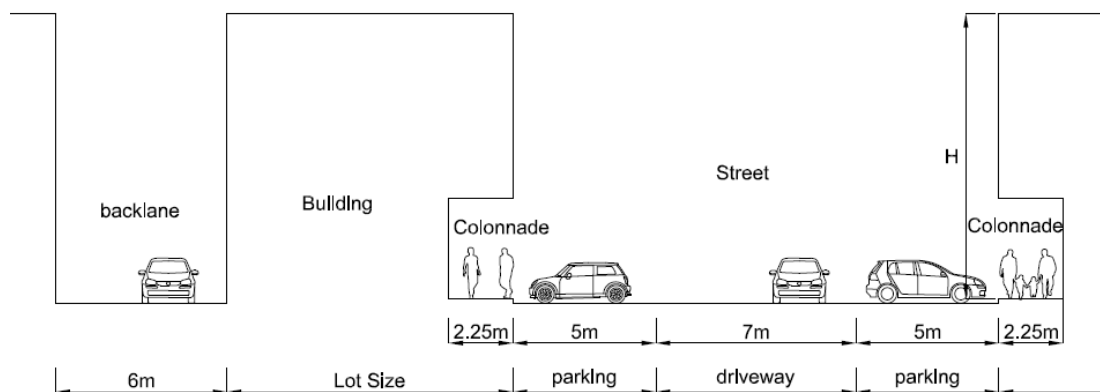 H
Street
backlane
Building
Colonnade
Colonnade
2.25m
5m
7m
5m
2.25m
6m
Lot Size
parking
driveway
parking